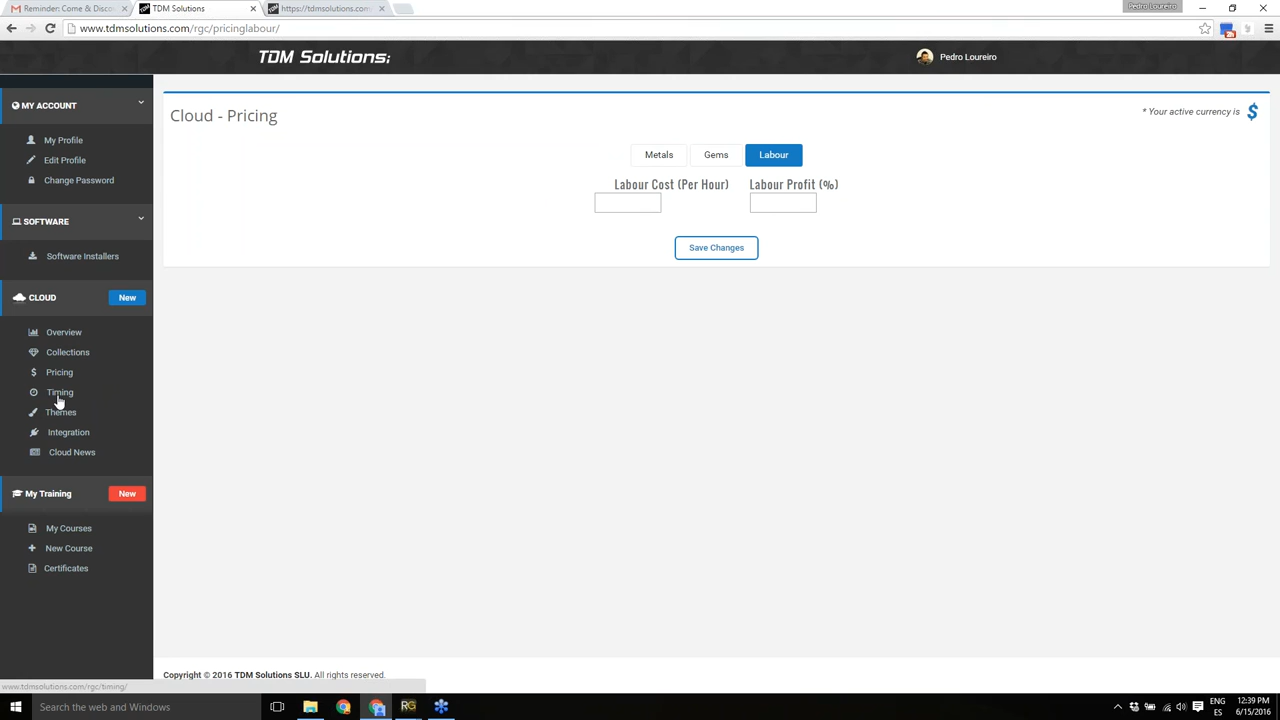 Reminder: Come & Discov
TDM Solutions
https://tdmsolutions.com
Pedro Loureiro
www.tdmsolutions.com/rgc/pricinglabour/
TDM Solutions;
Pedro Loureiro
MY ACCOUNT
My Profile
Edit Profile
Change Password
SOFTWARE
Software Installers
CLOUD
New
Overview
Collections
Pricing
Timing
Themes
Integration
Cloud News
My Training
New
My Courses
New Course
Certificates
Cloud - Pricing
* Your active currency is $
Metals
Gems
Labour
Labour Cost (Per Hour)
Labour Profit (%)
Save Changes
Copyright © 2016 TDM Solutions SLU. All rights reserved.
www.tdmsolutions.com/rgc/timing/
Search the web and Windows
RG
ENG
ES
12:39 PM
6/15/2016